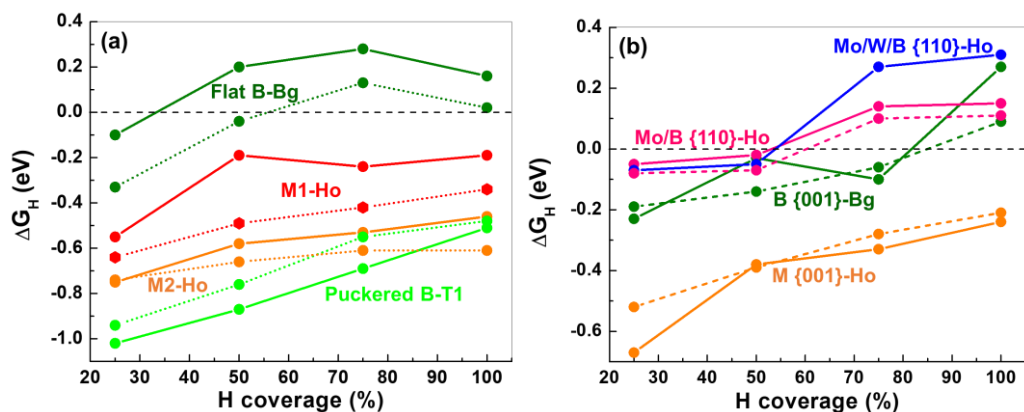 (a)
0.4
0.2
0.0
-0.2
-0.4
-0.6
-0.8
-1.0
ΔG_H (eV)
Flat B-Bg
M1-Ho
M2-Ho
Puckered B-T1
20 30 40 50 60 70 80 90 100
H coverage (%)
(b)
0.4
0.2
0.0
-0.2
-0.4
-0.6
ΔG_H (eV)
Mo/W/B {110}-Ho
Mo/B {110}-Ho
B {001}-Bg
M {001}-Ho
20 30 40 50 60 70 80 90 100
H coverage (%)